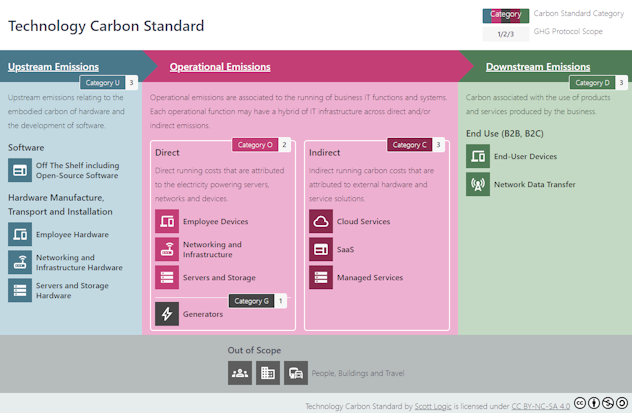 Technology Carbon Standard
Category
Carbon Standard Category
1/2/3
GHG Protocol Scope
Upstream Emissions
Category U 3
Upstream emissions relating to the
embodied carbon of hardware and
the development of software.
Software
Off The Shelf including
Open-Source Software
Hardware Manufacture,
Transport and Installation
Employee Hardware
Networking and
Infrastructure Hardware
Servers and Storage
Hardware
Operational Emissions
Operational emissions are associated to the running of business IT functions and systems.
Each operational function may have a hybrid of IT infrastructure across direct and/or
indirect emissions.
Category O 2
Direct
Direct running costs that are attributed
to the electricity powering servers,
networks and devices.
Employee Devices
Networking and
Infrastructure
Servers and Storage
Category G 1
Generators
Category C 3
Indirect
Indirect running carbon costs that are
attributed to external hardware and
service solutions.
Cloud Services
SaaS
Managed Services
Downstream Emissions
Category D 3
Carbon associated with the use of products
and services produced by the business.
End Use (B2B, B2C)
End-User Devices
Network Data Transfer
Out of Scope
People, Buildings and Travel
Technology Carbon Standard by Scott Logic is licensed under CC BY-NC-SA 4.0